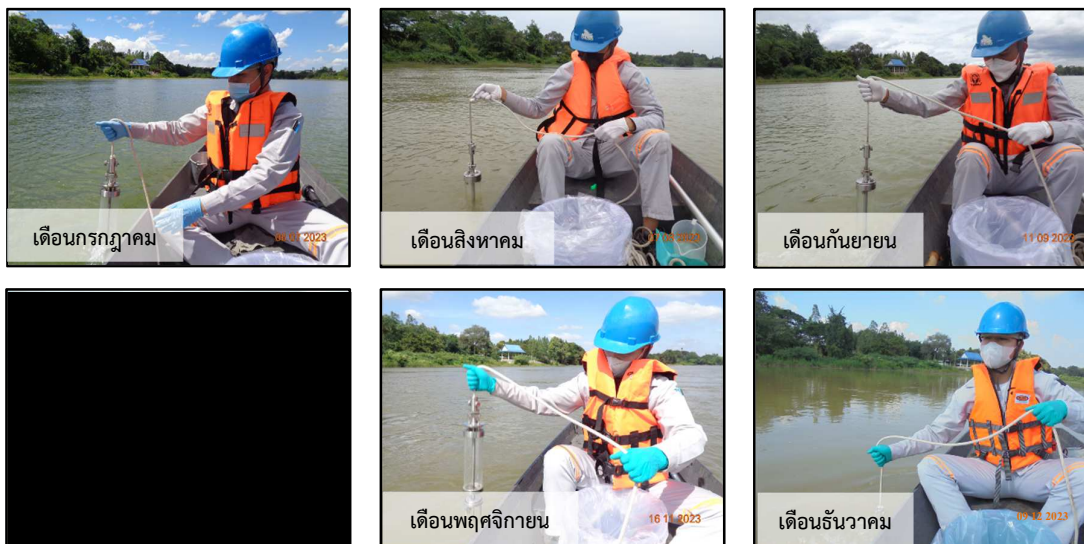 เดือนกรกฎาคม
เดือนสิงหาคม
เดือนกันยายน
11 09 2023
เดือนพฤศจิกายน
16 11 2023
เดือนธันวาคม
09 12 2023